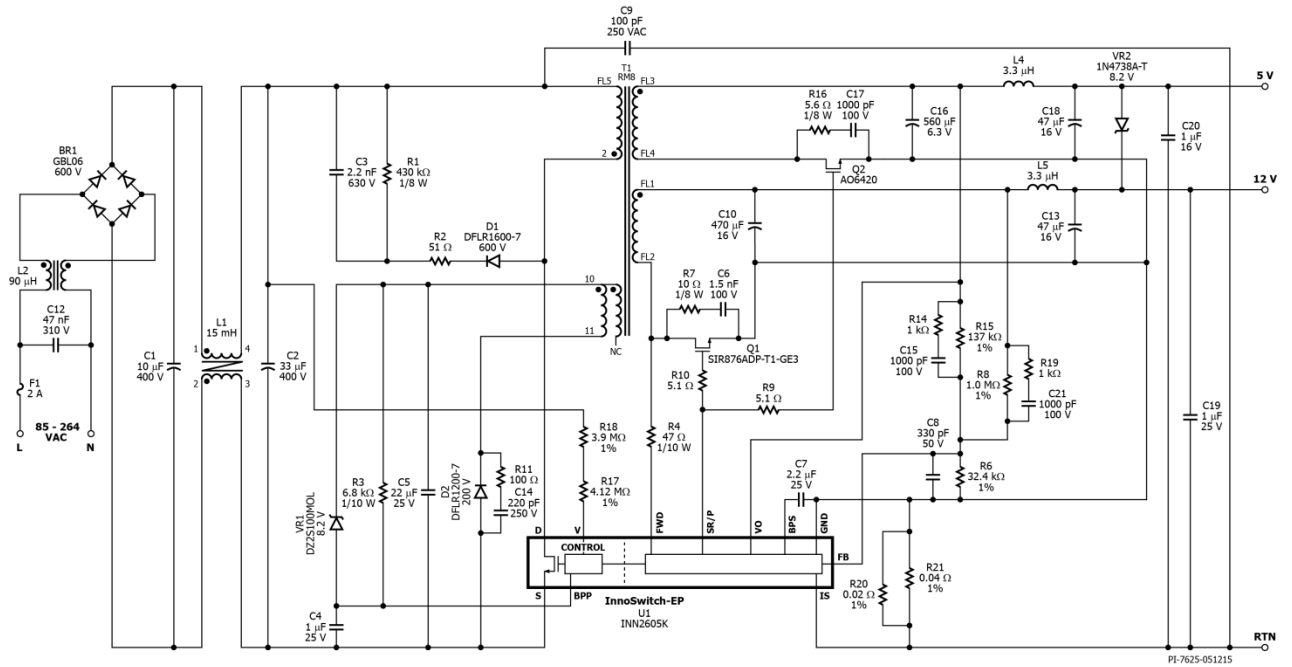 C9
100 pF
250 VAC
T1
RM8
FL5
FL3
2
FL4
L4
3.3 µH
VR2
1N4738A-T
8.2 V
5 V
R16
5.6 Ω
1/8 W
C17
1000 pF
100 V
C16
560 µF
6.3 V
C18
47 µF
16 V
C20
1 µF
16 V
Q2
AO6420
BR1
GBL06
600 V
C3
2.2 nF
630 V
R1
430 kΩ
1/8 W
R2
51 Ω
D1
DFLR1600-7
600 V
FL1
FL2
L5
3.3 µH
12 V
C10
470 µF
16 V
C13
47 µF
16 V
L2
90 µH
C12
47 nF
310 V
F1
2 A
85 - 264
VAC
L
N
C1
10 µF
400 V
L1
15 mH
1
4
2
3
C2
33 µF
400 V
10
11
NC
R7
10 Ω
1/8 W
C6
1.5 nF
100 V
Q1
SIR876ADP-T1-GE3
R10
5.1 Ω
R9
5.1 Ω
R4
47 Ω
1/10 W
R14
1 kΩ
C15
1000 pF
100 V
R15
137 kΩ
1%
R8
1.0 MΩ
1%
R19
1 kΩ
C21
1000 pF
100 V
C19
1 µF
25 V
C8
330 pF
50 V
R6
32.4 kΩ
1%
C7
2.2 µF
25 V
R18
3.9 MΩ
1%
R17
4.12 MΩ
1%
R11
100 Ω
C14
220 pF
250 V
D2
DFLR1200-7
200 V
R3
6.8 kΩ
1/10 W
C5
22 µF
25 V
VR1
DZ2S100MOL
8.2 V
C4
1 µF
25 V
D
V
FWD
SR/P
VO
BPS
GND
CONTROL
FB
S
BPP
IS
InnoSwitch-EP
U1
INN2605K
R20
0.02 Ω
1%
R21
0.04 Ω
1%
RTN
PI-7625-051215